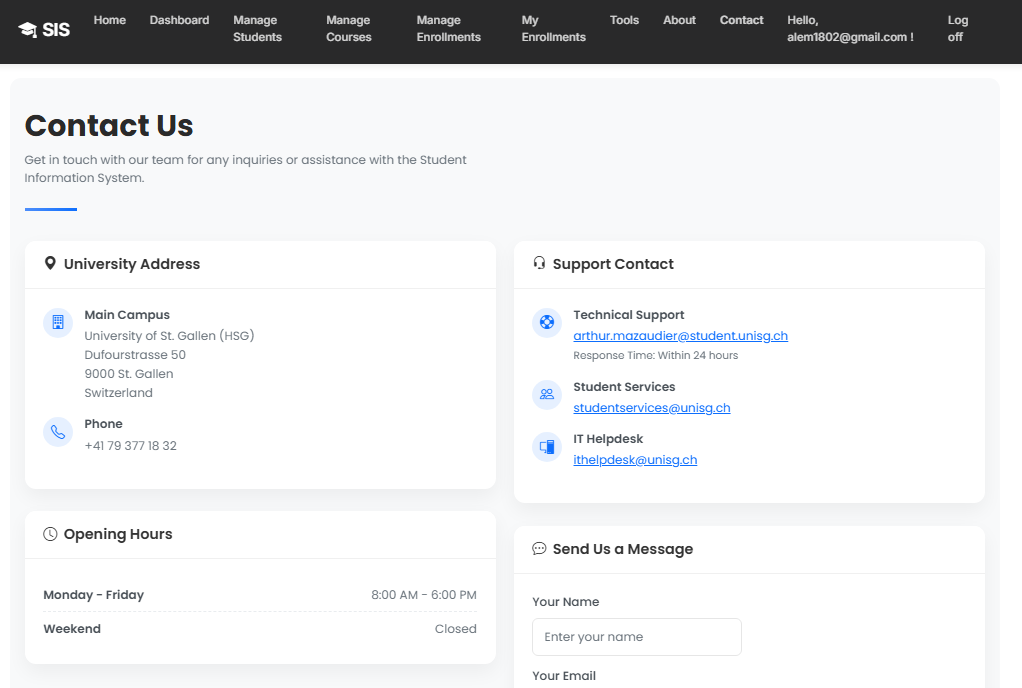 SIS
Home
Dashboard
Manage
Students
Manage
Courses
Manage
Enrollments
My
Enrollments
Tools
About
Contact
Hello,
alem1802@gmail.com !
Log
off
Contact Us
Get in touch with our team for any inquiries or assistance with the Student
Information System.
University Address
Main Campus
University of St. Gallen (HSG)
Dufourstrasse 50
9000 St. Gallen
Switzerland
Phone
+41 79 377 18 32
Opening Hours
Monday - Friday 8:00 AM - 6:00 PM
Weekend Closed
Support Contact
Technical Support
arthur.mazaudier@student.unisg.ch
Response Time: Within 24 hours
Student Services
studentservices@unisg.ch
IT Helpdesk
ithelpdesk@unisg.ch
Send Us a Message
Your Name
Enter your name
Your Email